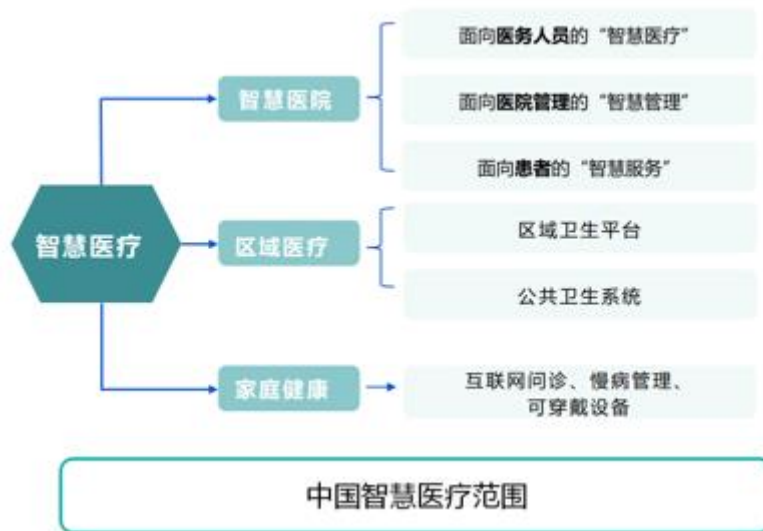 智慧医疗
智慧医院
面向医务人员的“智慧医疗”
面向医院管理的“智慧管理”
面向患者的“智慧服务”
区域医疗
区域卫生平台
公共卫生系统
家庭健康
互联网问诊、慢病管理、
可穿戴设备
中国智慧医疗范围